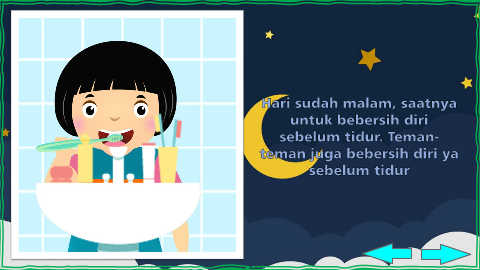 Hari sudah malam, saatnya
untuk bebersih diri
sebelum tidur. Teman-
teman juga bebersih diri ya
sebelum tidur